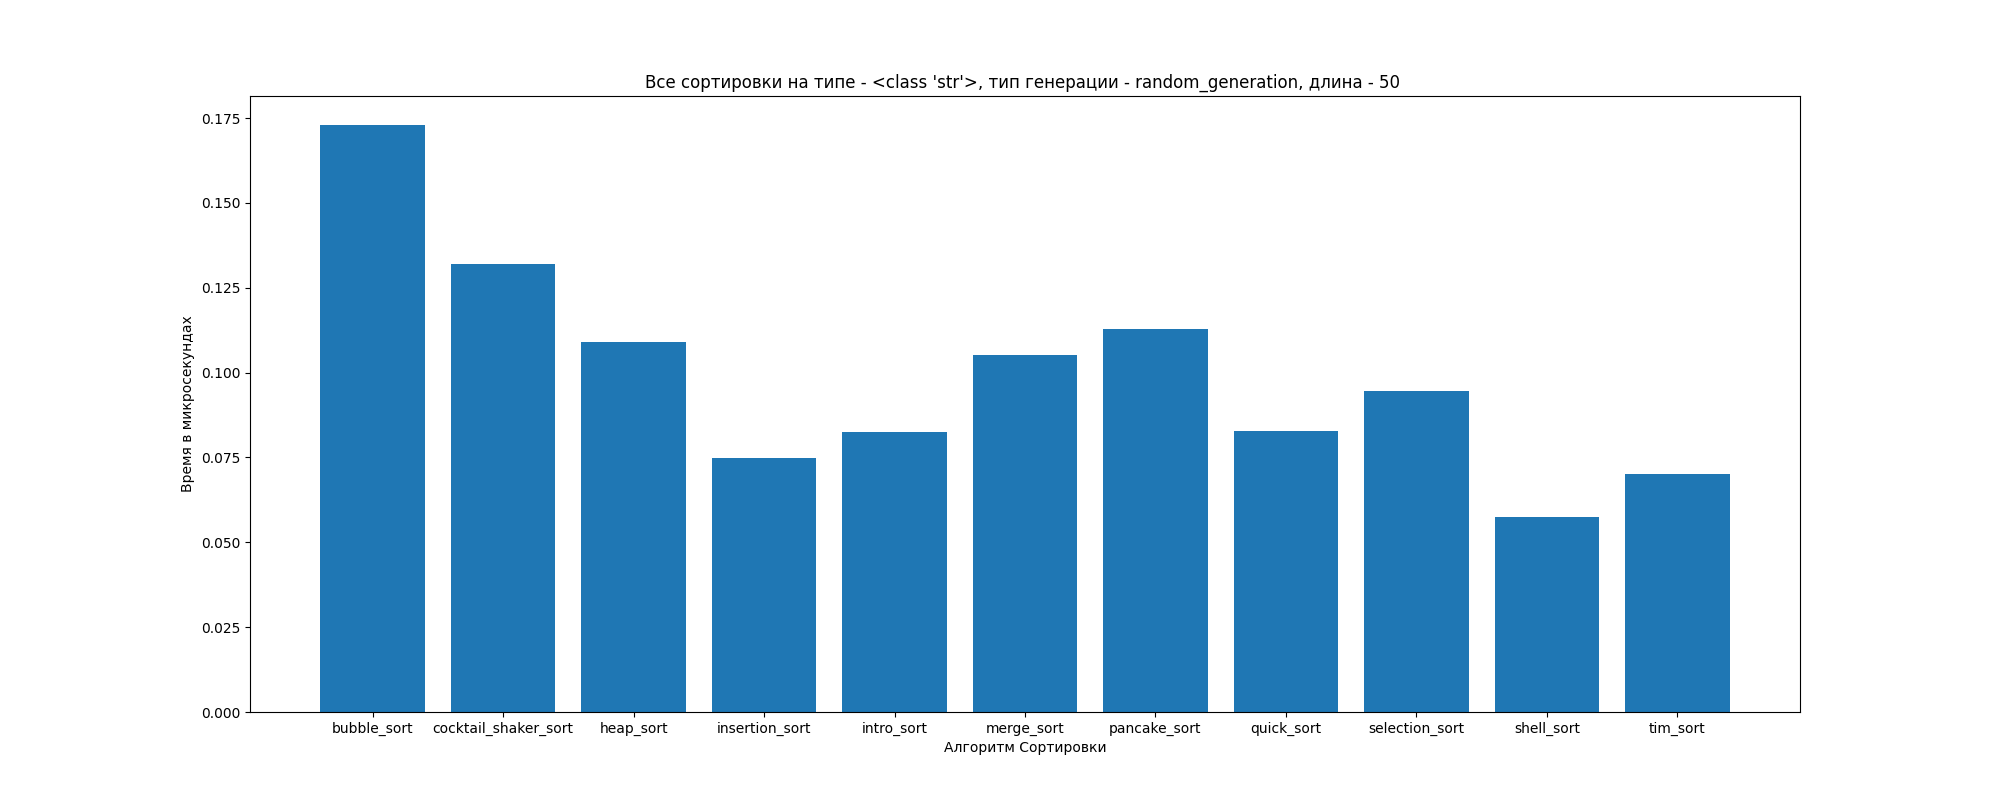 Все сортировки на типе - <class 'str'>, тип генерации - random_generation, длина - 50
0.175
0.150
0.125
0.100
0.075
0.050
0.025
0.000
Время в микросекундах
bubble_sort cocktail_shaker_sort heap_sort insertion_sort intro_sort merge_sort pancake_sort quick_sort selection_sort shell_sort tim_sort
Алгоритм Сортировки